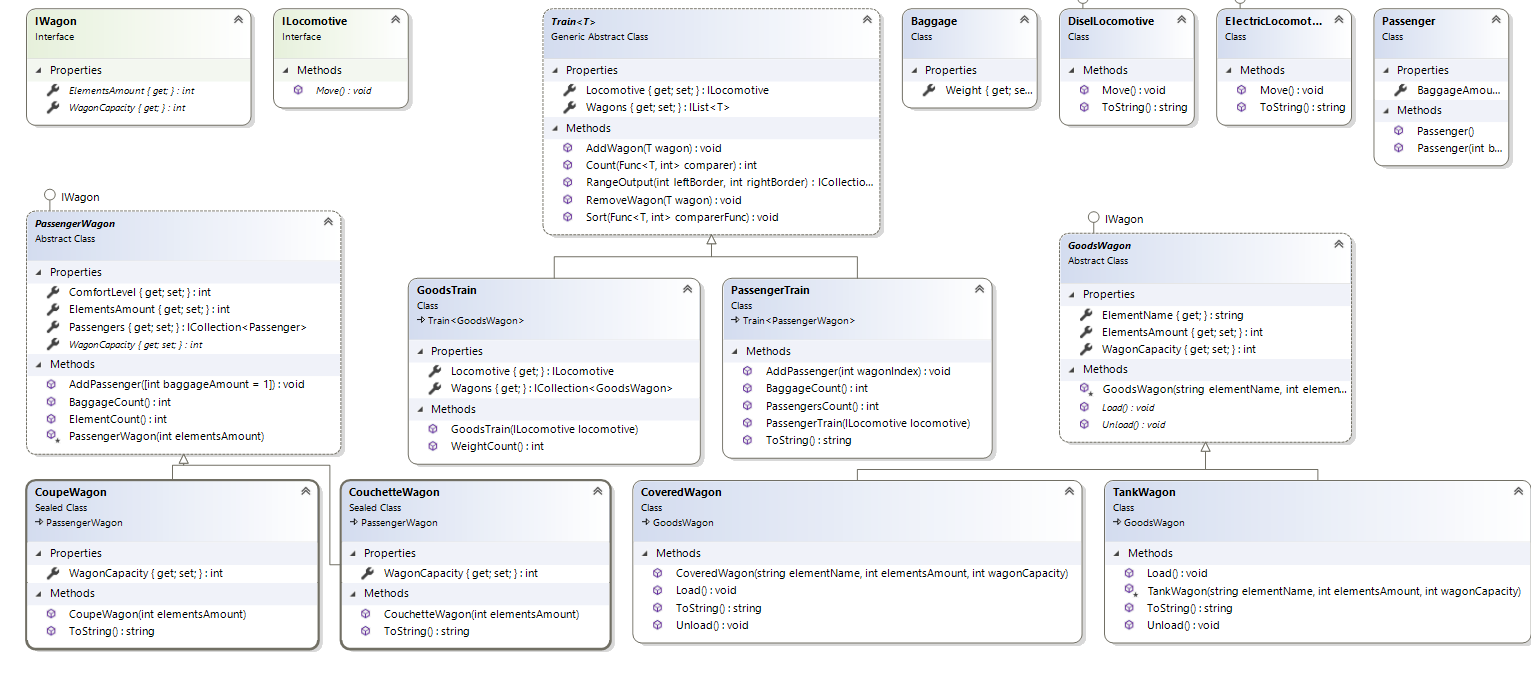 IWagon
Interface
Properties
ElementsAmount { get; } : int
WagonCapacity { get; } : int
ILocomotive
Interface
Methods
Move() : void
Train<T>
Generic Abstract Class
Properties
Locomotive { get; set; } : ILocomotive
Wagons { get; set; } : IList<T>
Methods
AddWagon(T wagon) : void
Count(Func<T, int> comparer) : int
RangeOutput(int leftBorder, int rightBorder) : ICollectio...
RemoveWagon(T wagon) : void
Sort(Func<T, int> comparerFunc) : void
Baggage
Class
Properties
Weight { get; se...
DiselLocomotive
Class
Methods
Move() : void
ToString() : string
ElectricLocomot...
Class
Methods
Move() : void
ToString() : string
Passenger
Class
Properties
BaggageAmou...
Methods
Passenger()
Passenger(int b...
IWagon
PassengerWagon
Abstract Class
Properties
ComfortLevel { get; set; } : int
ElementsAmount { get; set; } : int
Passengers { get; set; } : ICollection<Passenger>
WagonCapacity { get; set; } : int
Methods
AddPassenger([int baggageAmount = 1]) : void
BaggageCount() : int
ElementCount() : int
PassengerWagon(int elementsAmount)
GoodsTrain
Class
Train<GoodsWagon>
Properties
Locomotive { get; } : ILocomotive
Wagons { get; } : ICollection<GoodsWagon>
Methods
GoodsTrain(ILocomotive locomotive)
WeightCount() : int
PassengerTrain
Class
Train<PassengerWagon>
Methods
AddPassenger(int wagonIndex) : void
BaggageCount() : int
PassengersCount() : int
PassengerTrain(ILocomotive locomotive)
ToString() : string
IWagon
GoodsWagon
Abstract Class
Properties
ElementName { get; } : string
ElementsAmount { get; set; } : int
WagonCapacity { get; set; } : int
Methods
GoodsWagon(string elementName, int elemen...
Load() : void
Unload() : void
CoupeWagon
Sealed Class
PassengerWagon
Properties
WagonCapacity { get; set; } : int
Methods
CoupeWagon(int elementsAmount)
ToString() : string
CouchetteWagon
Sealed Class
PassengerWagon
Properties
WagonCapacity { get; set; } : int
Methods
CouchetteWagon(int elementsAmount)
ToString() : string
CoveredWagon
Class
GoodsWagon
Methods
CoveredWagon(string elementName, int elementsAmount, int wagonCapacity)
Load() : void
ToString() : string
Unload() : void
TankWagon
Class
GoodsWagon
Methods
Load() : void
TankWagon(string elementName, int elementsAmount, int wagonCapacity)
ToString() : string
Unload() : void